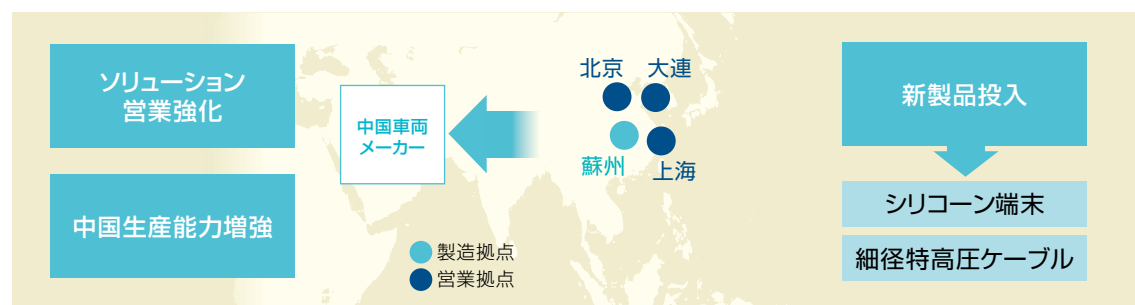 ソリューション
営業強化
中国生産能力増強
中国車両
メーカー
北京
大連
蘇州
上海
製造拠点
営業拠点
新製品投入
シリコーン端末
細径特高圧ケーブル